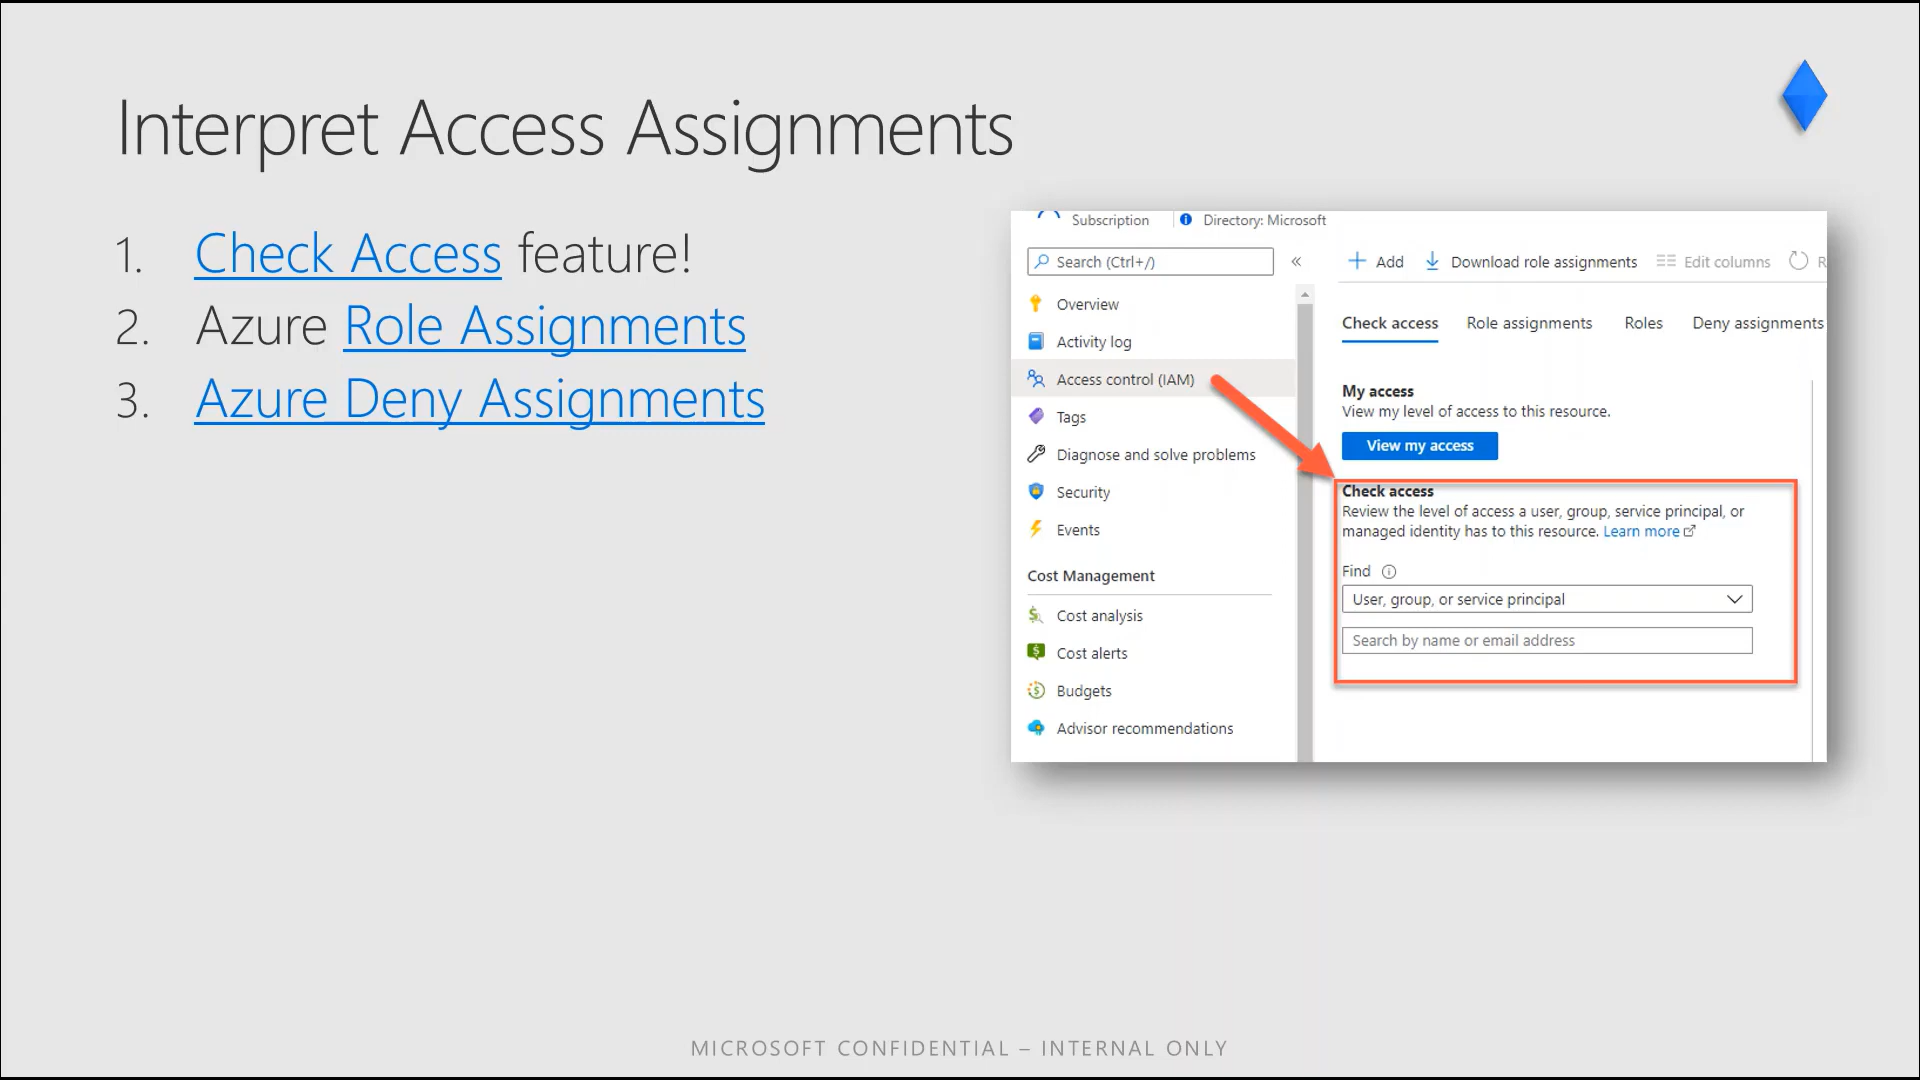 Interpret Access Assignments
1. Check Access feature!
2. Azure Role Assignments
3. Azure Deny Assignments
Subscription
Directory: Microsoft
Search (Ctrl+/)
«
Overview
Activity log
Access control (IAM)
Tags
Diagnose and solve problems
Security
Events
Cost Management
Cost analysis
Cost alerts
Budgets
Advisor recommendations
Add
Download role assignments
Edit columns
R
Check access
Role assignments
Roles
Deny assignments
My access
View my level of access to this resource.
View my access
Check access
Review the level of access a user, group, service principal, or
managed identity has to this resource. Learn more
Find
User, group, or service principal
Search by name or email address
MICROSOFT CONFIDENTIAL – INTERNAL ONLY